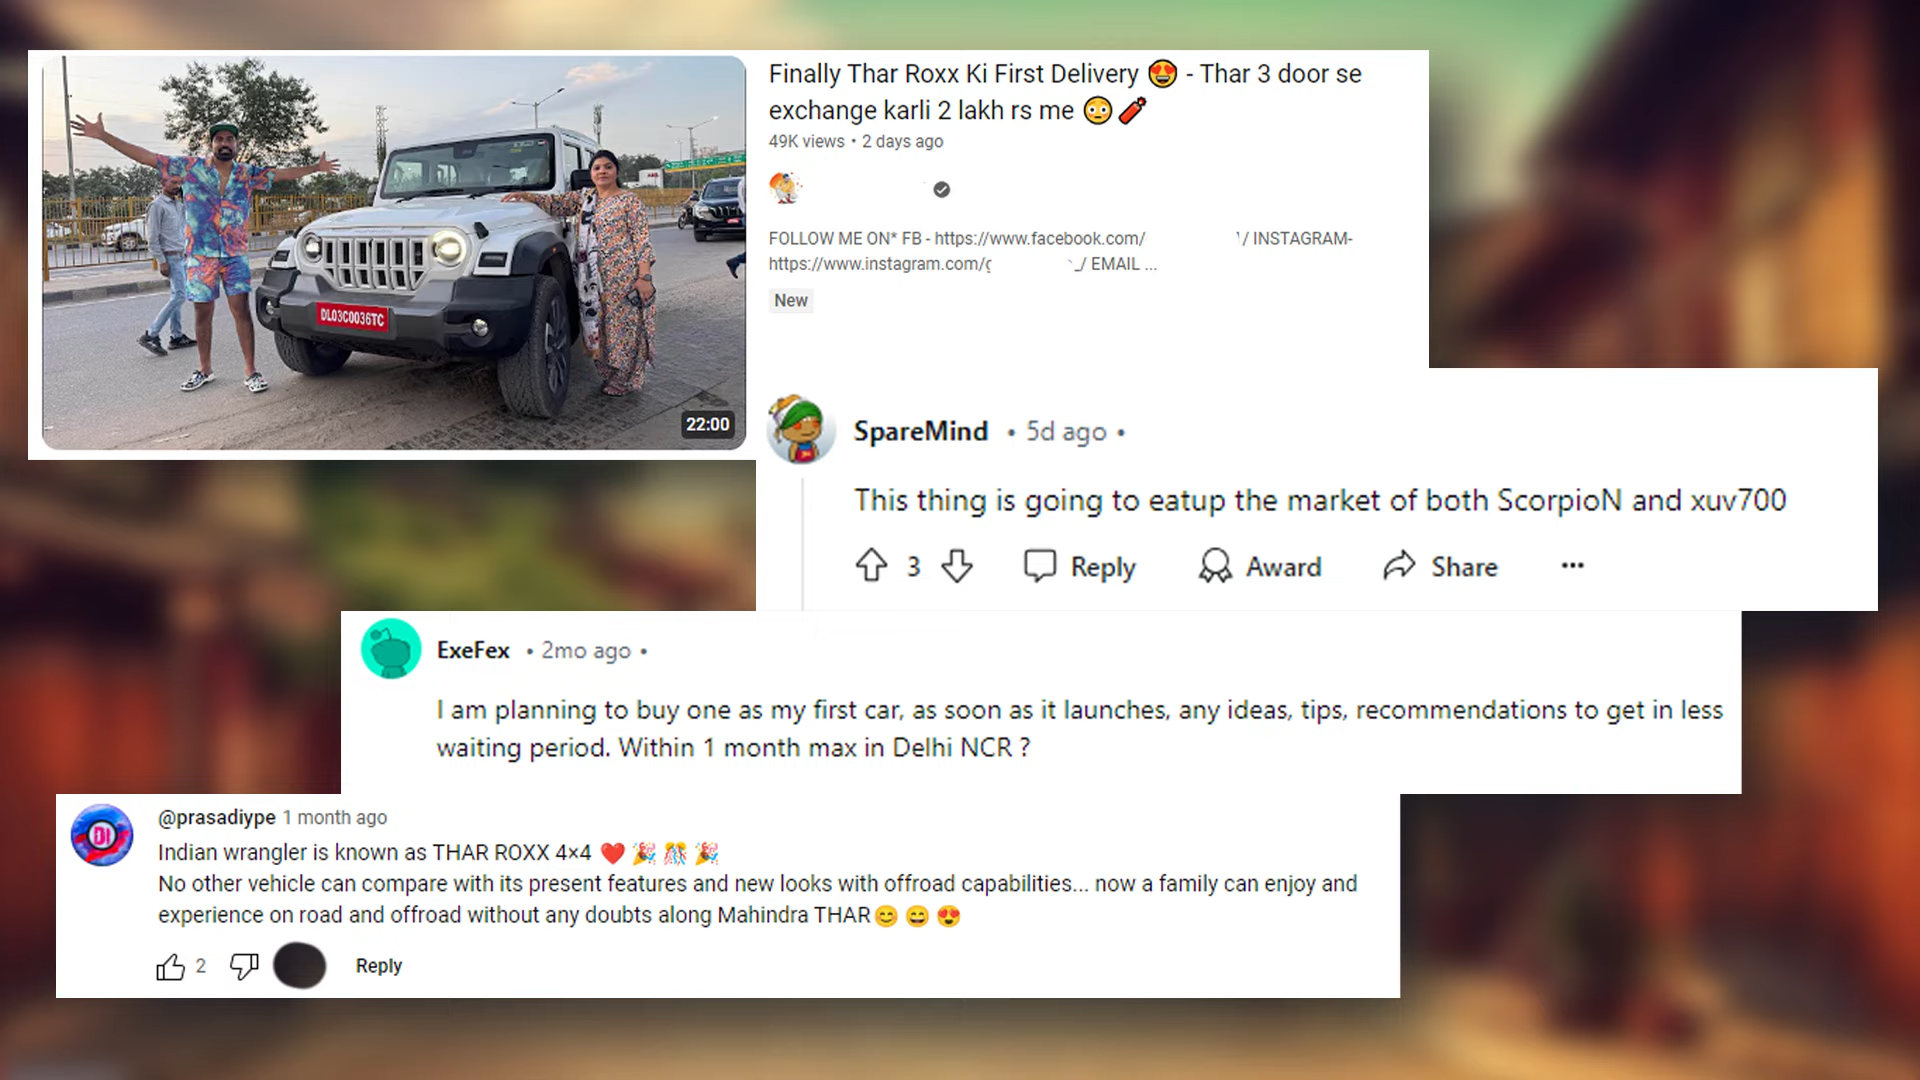 Finally Thar Roxx Ki First Delivery 😍 - Thar 3 door se
exchange karli 2 lakh rs me 😳 🧨
49K views • 2 days ago
FOLLOW ME ON* FB - https://www.facebook.com/ / INSTAGRAM-
https://www.instagram.com/ _/ EMAIL ...
New
DL03C0036TC
22:00
SpareMind • 5d ago •
This thing is going to eatup the market of both ScorpioN and xuv700
3 Reply Award Share ...
ExeFex • 2mo ago •
I am planning to buy one as my first car, as soon as it launches, any ideas, tips, recommendations to get in less
waiting period. Within 1 month max in Delhi NCR ?
DI
@prasadiype 1 month ago
Indian wrangler is known as THAR ROXX 4×4 ❤️ 🎉 🎊 🎉
No other vehicle can compare with its present features and new looks with offroad capabilities... now a family can enjoy and
experience on road and offroad without any doubts along Mahindra THAR😊 😄 😍
2 Reply